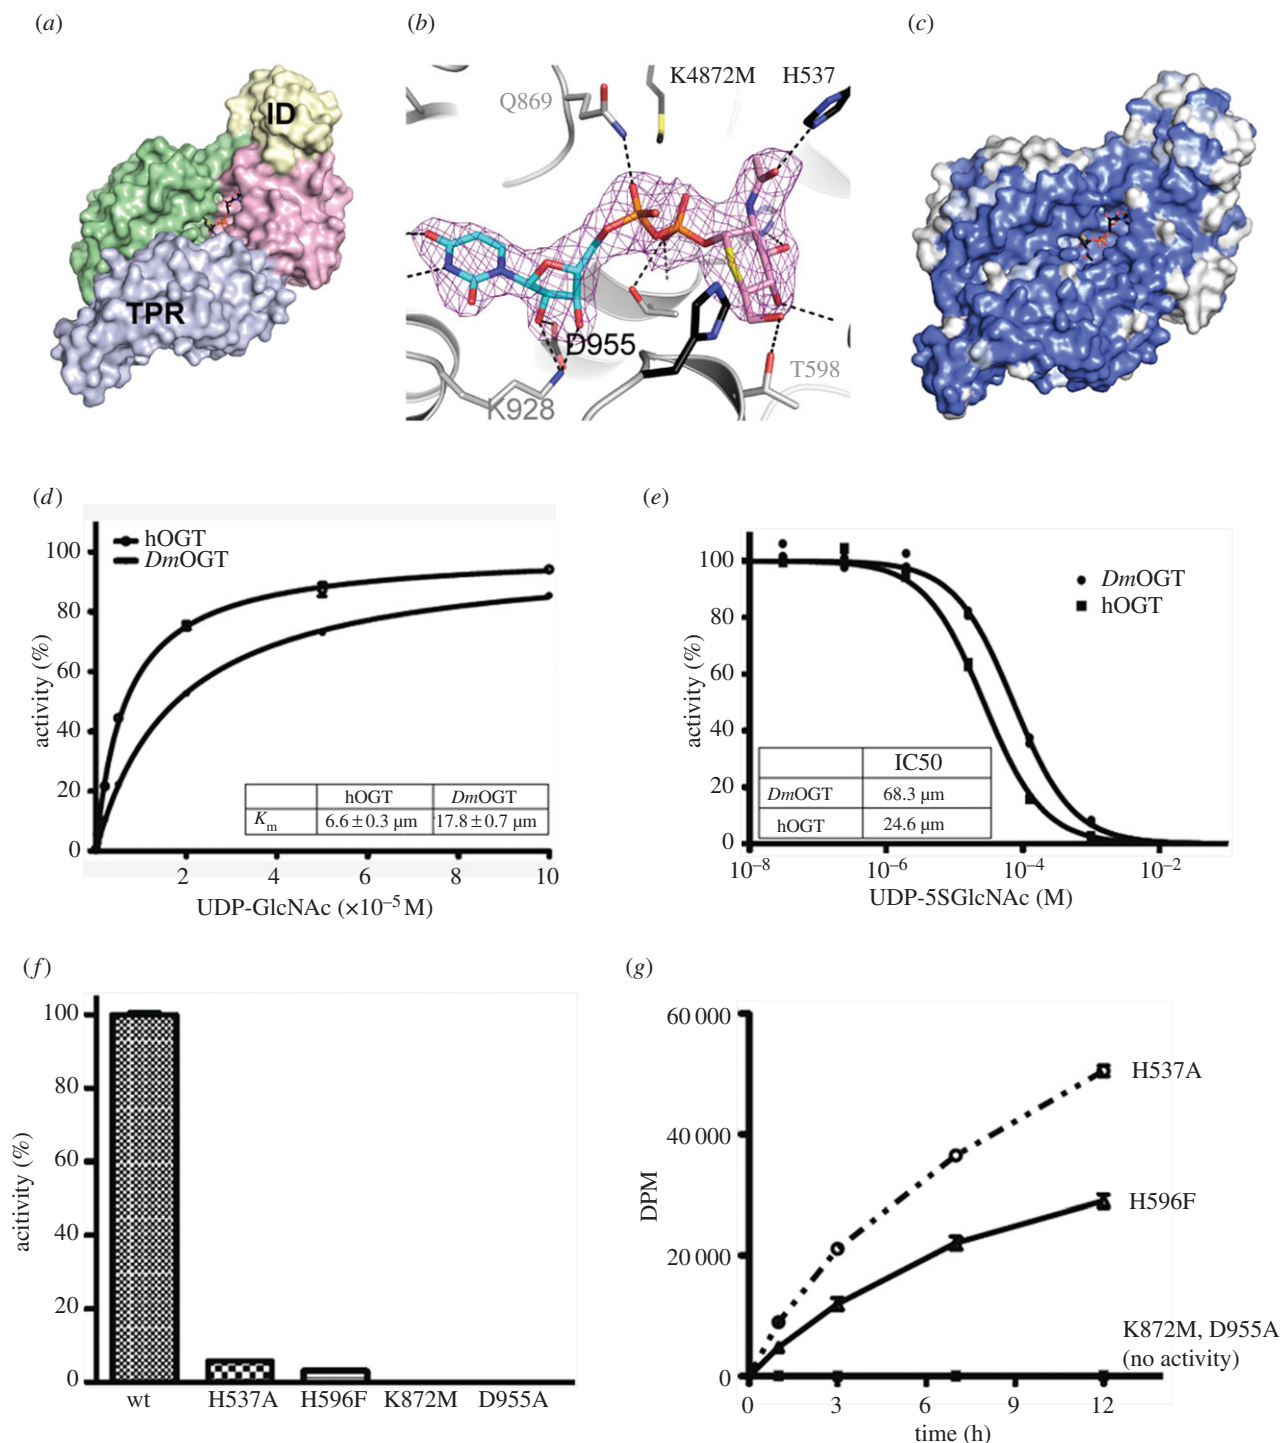 (a)
ID
TPR
(b)
Q869
K4872M
H537
D955
K928
T598
(c)
(d)
hOGT
DmOGT
100
80
60
40
20
0
activity (%)
hOGT DmOGT
Km 6.6 ± 0.3 µm 17.8 ± 0.7 µm
2 4 6 8 10
UDP-GlcNAc (×10–5 M)
(e)
100
80
60
40
20
0
activity (%)
DmOGT
hOGT
IC50
DmOGT 68.3 µm
hOGT 24.6 µm
10–8 10–6 10–4 10–2
UDP-5SGlcNAc (M)
(f)
100
80
60
40
20
0
acitivity (%)
wt H537A H596F K872M D955A
(g)
60 000
40 000
20 000
0
DPM
H537A
H596F
K872M, D955A
(no activity)
0 3 6 9 12
time (h)